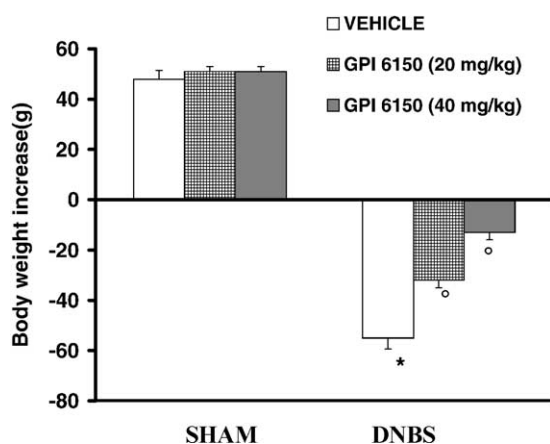 VEHICLE
GPI 6150 (20 mg/kg)
GPI 6150 (40 mg/kg)
Body weight increase(g)
60
40
20
0
-20
-40
-60
-80
*
SHAM DNBS